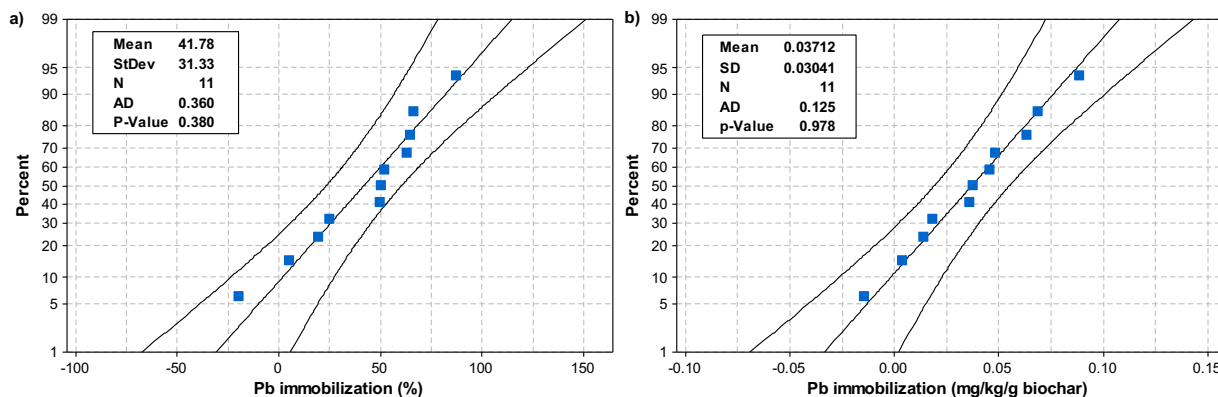 a)
Percent
99
95
90
80
70
60
50
40
30
20
10
5
1
Mean 41.78
StDev 31.33
N 11
AD 0.360
P-Value 0.380
-100 -50 0 50 100 150
Pb immobilization (%)
b)
Percent
99
95
90
80
70
60
50
40
30
20
10
5
1
Mean 0.03712
SD 0.03041
N 11
AD 0.125
p-Value 0.978
-0.10 -0.05 0.00 0.05 0.10 0.15
Pb immobilization (mg/kg/g biochar)